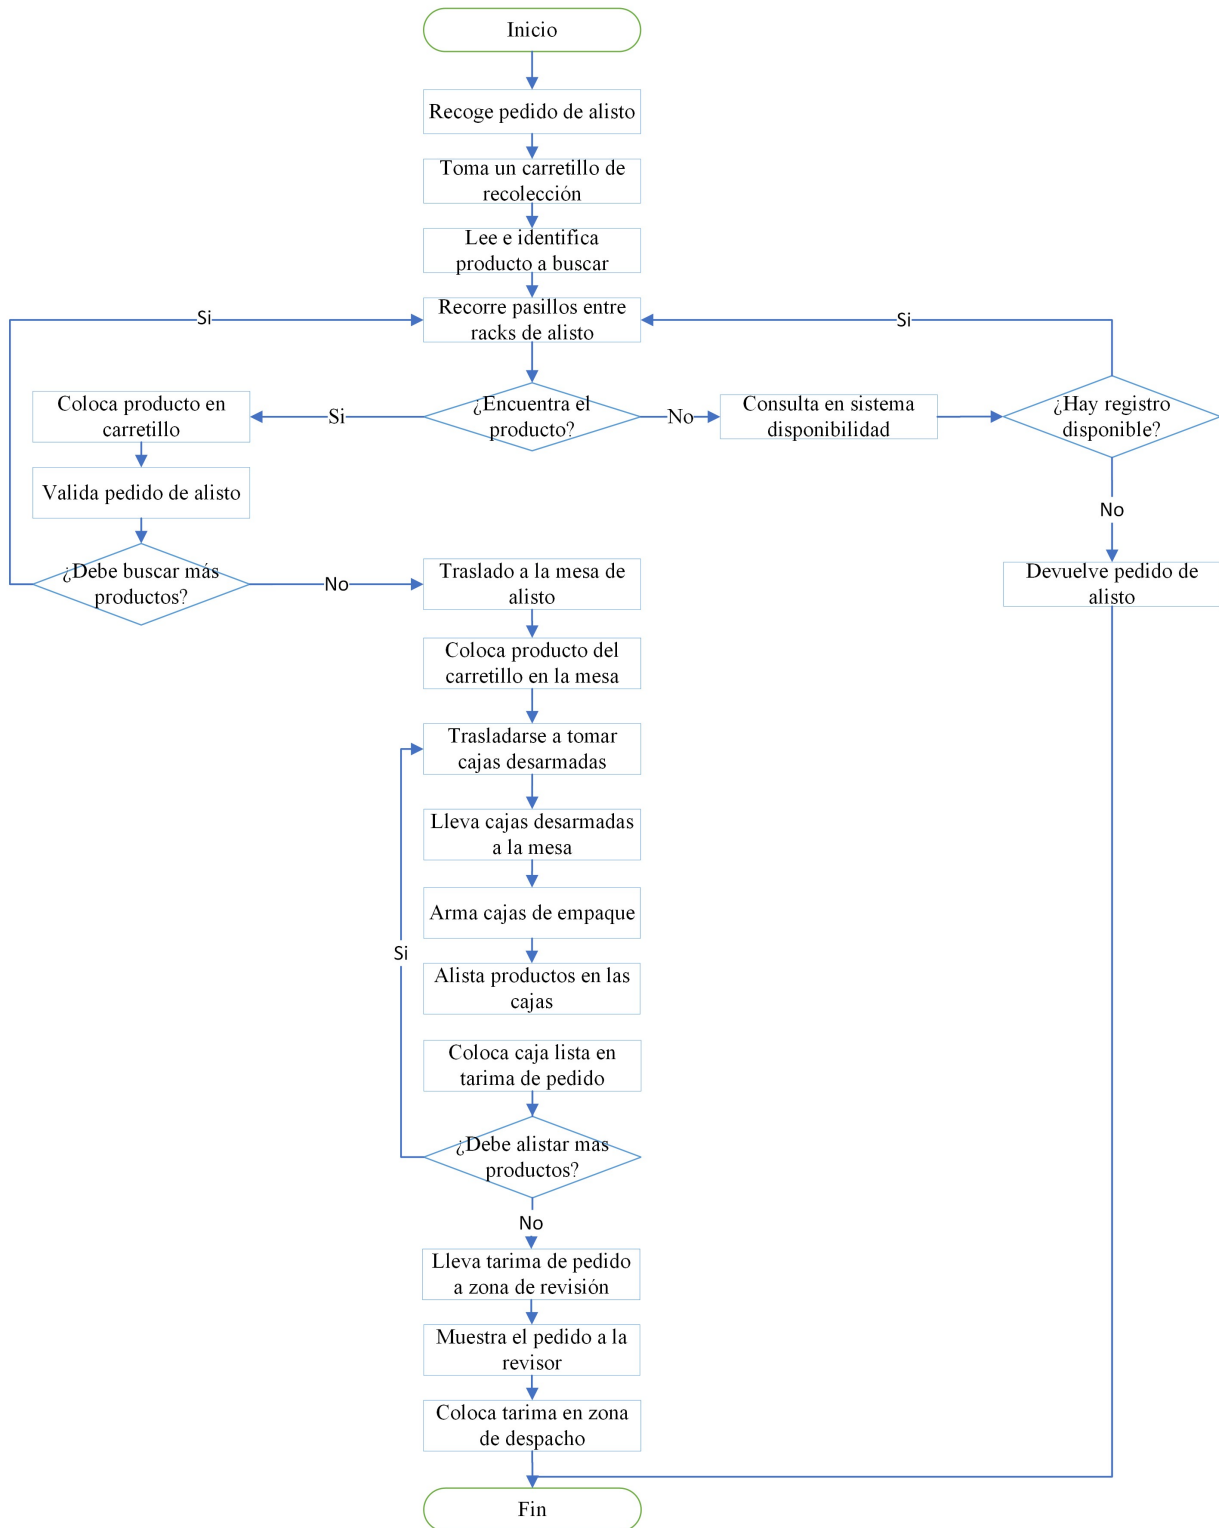 Inicio
Recoge pedido de alisto
Toma un carretillo de
recolección
Lee e identifica
producto a buscar
Recorre pasillos entre
racks de alisto
Si
Si
¿Encuentra el
producto?
Si
No
Coloca producto en
carretillo
Consulta en sistema
disponibilidad
¿Hay registro
disponible?
Valida pedido de alisto
No
¿Debe buscar más
productos?
No
Traslado a la mesa de
alisto
Devuelve pedido de
alisto
Coloca producto del
carretillo en la mesa
Trasladarse a tomar
cajas desarmadas
Lleva cajas desarmadas
a la mesa
Arma cajas de empaque
Si
Alista productos en las
cajas
Coloca caja lista en
tarima de pedido
¿Debe alistar mas
productos?
No
Lleva tarima de pedido
a zona de revisión
Muestra el pedido a la
revisor
Coloca tarima en zona
de despacho
Fin